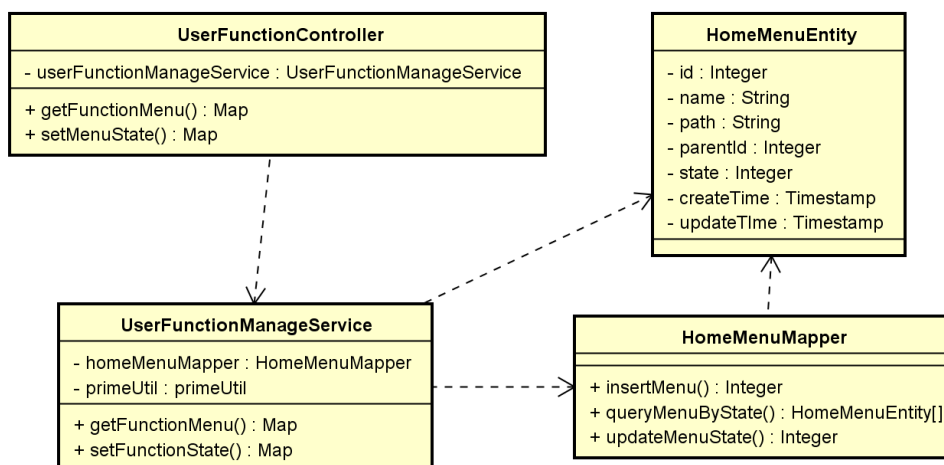 UserFunctionController
- userFunctionManageService : UserFunctionManageService
+ getFunctionMenu() : Map
+ setMenuState() : Map
HomeMenuEntity
- id : Integer
- name : String
- path : String
- parentId : Integer
- state : Integer
- createTime : Timestamp
- updateTIme : Timestamp
UserFunctionManageService
- homeMenuMapper : HomeMenuMapper
- primeUtil : primeUtil
+ getFunctionMenu() : Map
+ setFunctionState() : Map
HomeMenuMapper
+ insertMenu() : Integer
+ queryMenuByState() : HomeMenuEntity[]
+ updateMenuState() : Integer